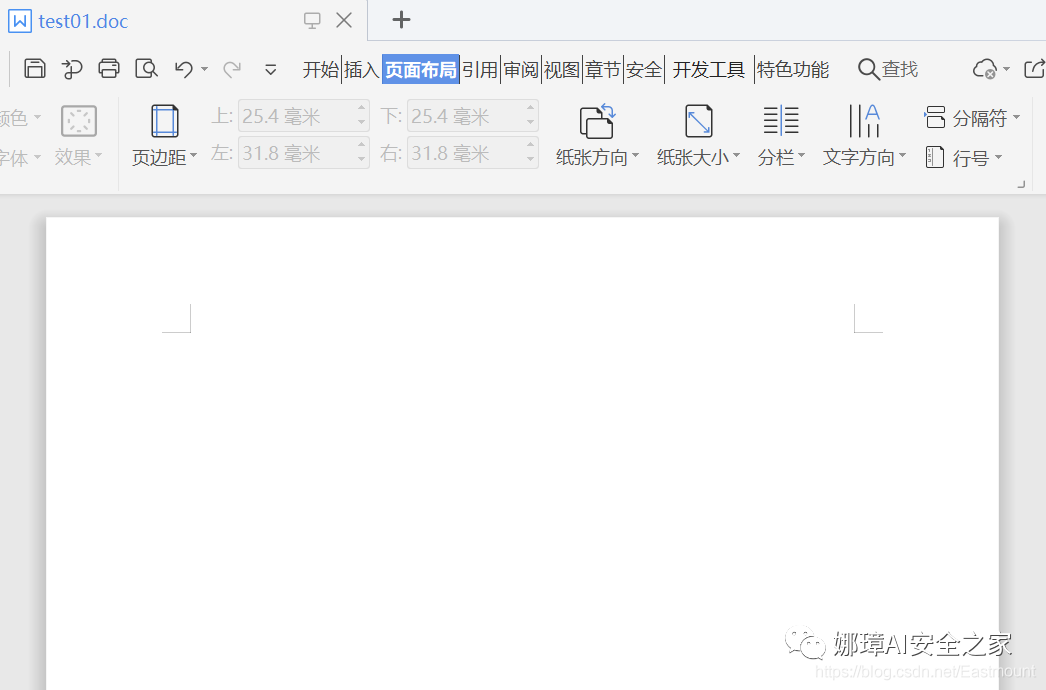 test01.doc
开始 插入 页面布局 引用 审阅 视图 章节 安全 开发工具 特色功能 查找
颜色 上: 25.4 毫米 下: 25.4 毫米 分隔符
字体 效果 页边距 左: 31.8 毫米 右: 31.8 毫米 纸张方向 纸张大小 分栏 文字方向 行号
娜璋AI安全之家
https://blog.csdn.net/Eastmount